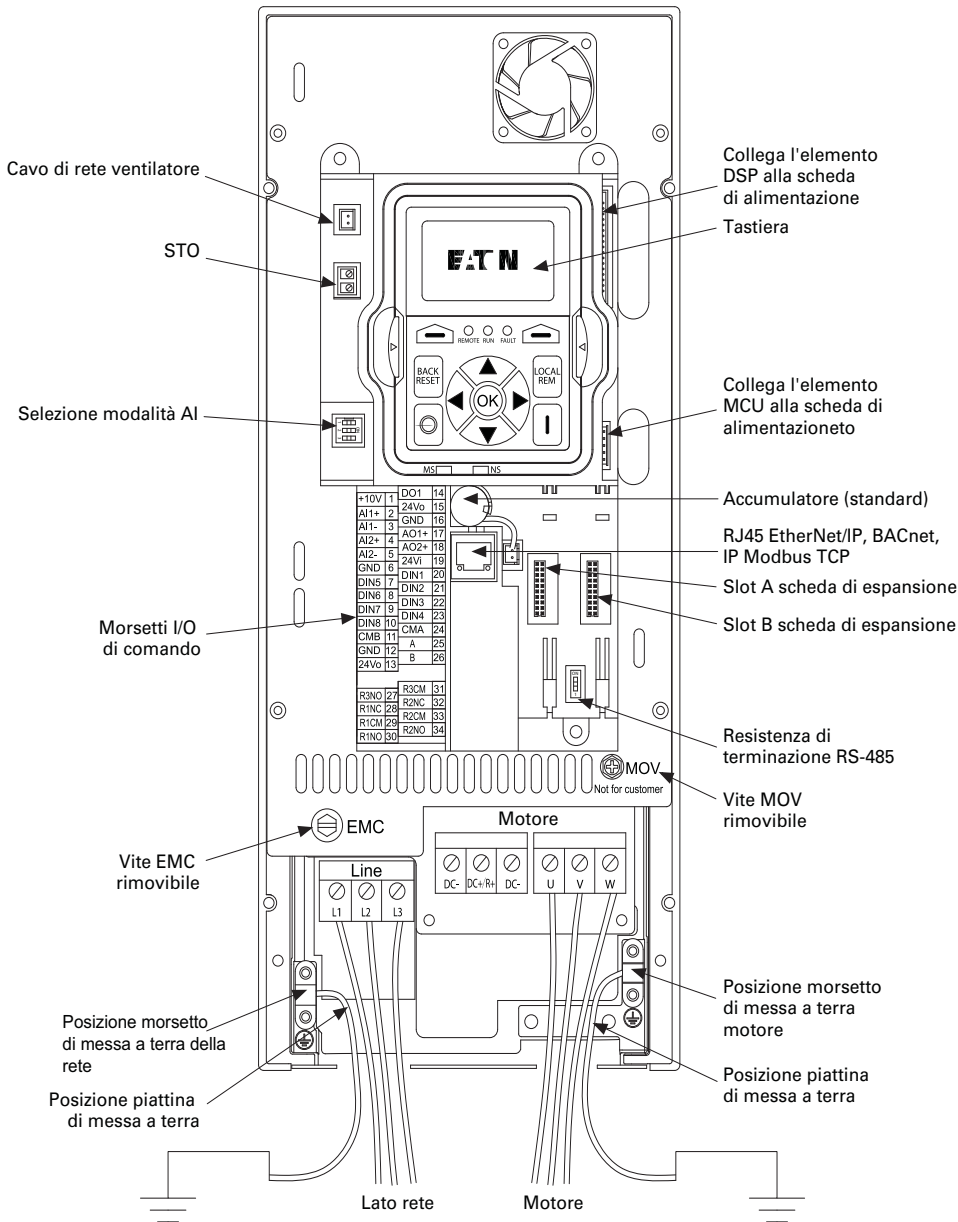 Cavo di rete ventilatore
STO
Selezione modalità AI
Morsetti I/O
di comando
Vite EMC
rimovibile
Posizione morsetto
di messa a terra della
rete
Posizione piattina
di messa a terra
Collega l'elemento
DSP alla scheda
di alimentazione
Tastiera
Collega l'elemento
MCU alla scheda di
alimentazioneto
Accumulatore (standard)
RJ45 EtherNet/IP, BACnet,
IP Modbus TCP
Slot A scheda di espansione
Slot B scheda di espansione
Resistenza di
terminazione RS-485
Vite MOV
rimovibile
Posizione morsetto
di messa a terra
motore
Posizione piattina
di messa a terra
REMOTE RUN FAULT
BACK
RESET
LOCAL
REM
OK
MS NS
+10V 1
AI1+ 2
AI1- 3
AI2+ 4
AI2- 5
GND 6
DIN5 7
DIN6 8
DIN7 9
DIN8 10
CMB 11
GND 12
24Vo 13
DO1 14
24Vo 15
GND 16
AO1+ 17
AO2+ 18
24Vi 19
DIN1 20
DIN2 21
DIN3 22
DIN4 23
CMA 24
A 25
B 26
R3NO 27
R1NC 28
R1CM 29
R1NO 30
R3CM 31
R2NC 32
R2CM 33
R2NO 34
MOV
Not for customer
EMC
Motore
Line
L1 L2 L3
DC- DC+/R+ DC- U V W
Lato rete
Motore